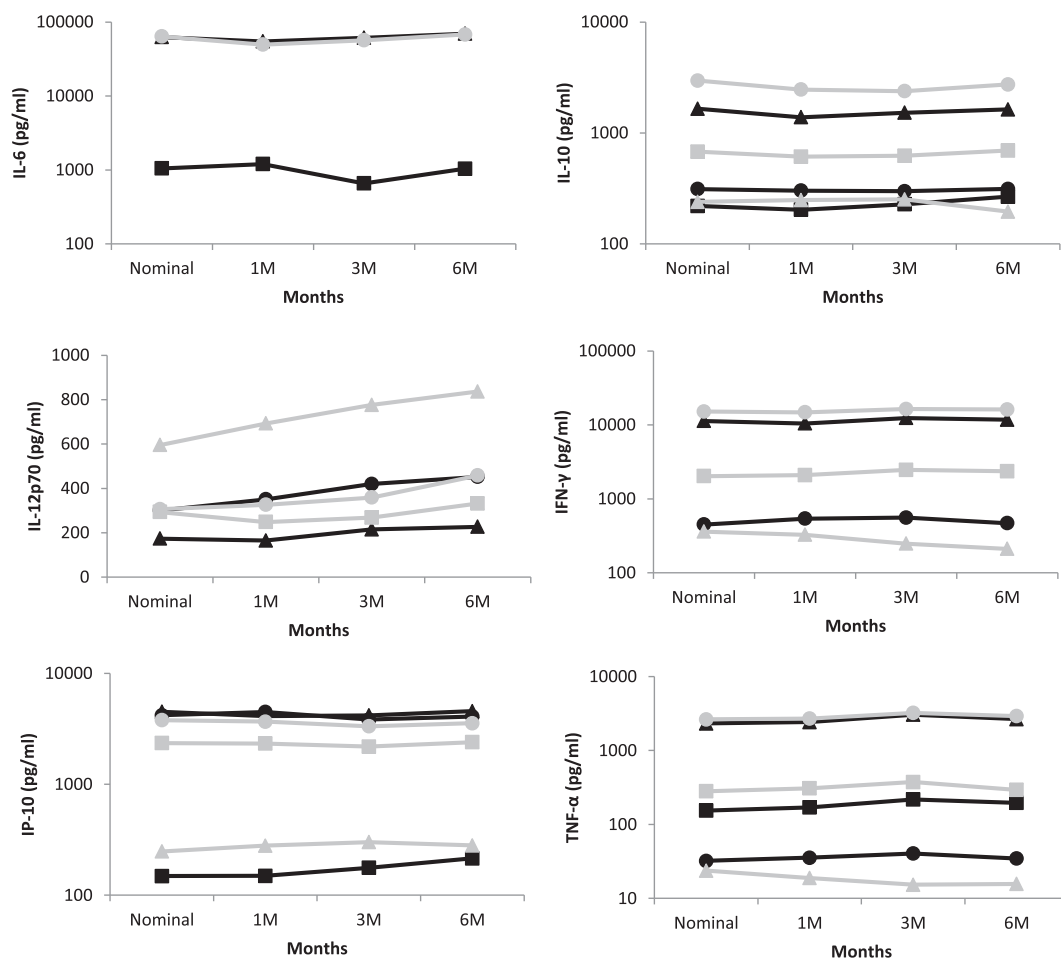 100000
10000
1000
100
IL-6 (pg/ml)
Nominal 1M 3M 6M
Months
10000
1000
100
IL-10 (pg/ml)
Nominal 1M 3M 6M
Months
1000
800
600
400
200
0
IL-12p70 (pg/ml)
Nominal 1M 3M 6M
Months
100000
10000
1000
100
IFN-γ (pg/ml)
Nominal 1M 3M 6M
Months
10000
1000
100
IP-10 (pg/ml)
Nominal 1M 3M 6M
Months
10000
1000
100
10
TNF-α (pg/ml)
Nominal 1M 3M 6M
Months